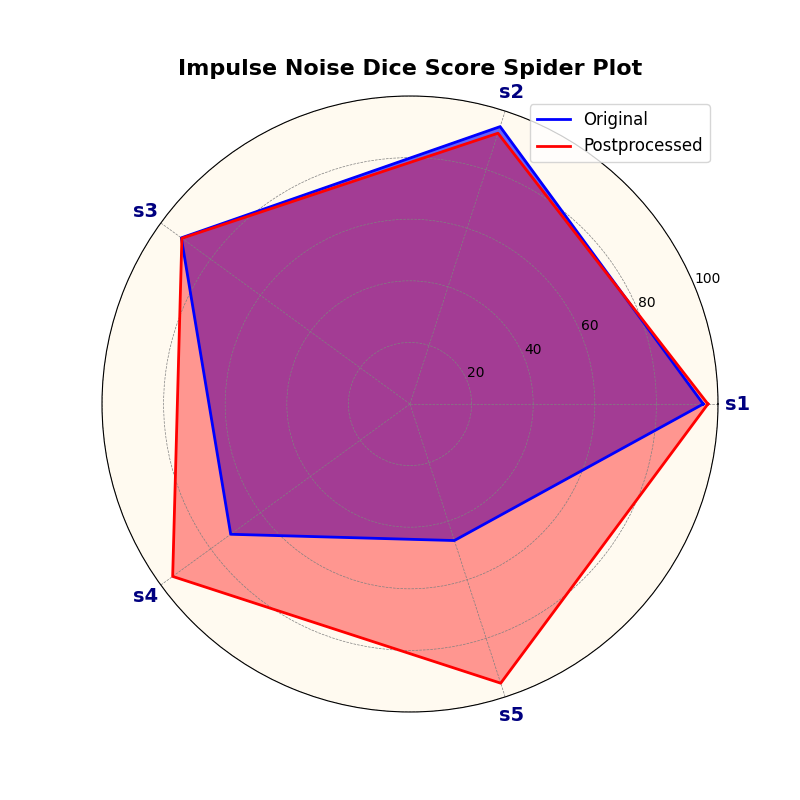 Impulse Noise Dice Score Spider Plot
s2
Original
Postprocessed
s3
100
80
60
40
20
s1
s4
s5